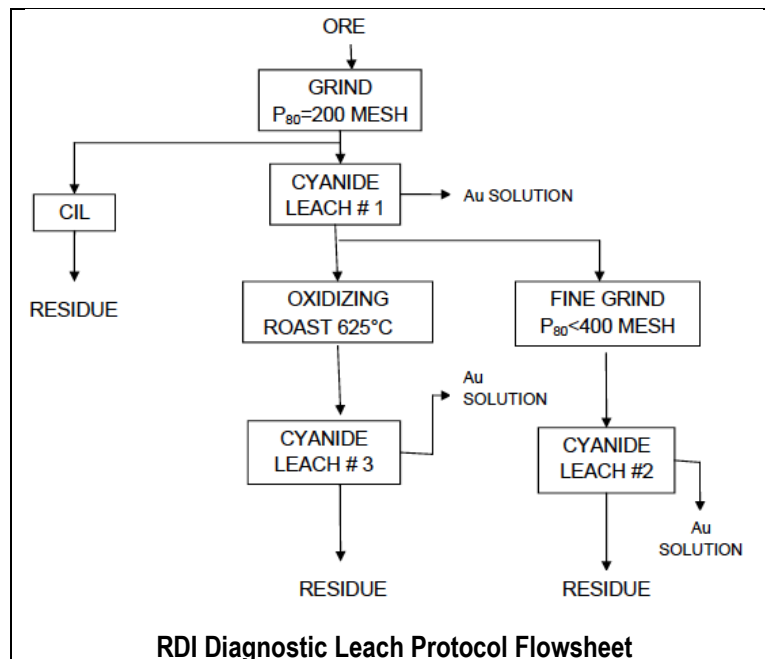 ORE
GRIND
P₈₀=200 MESH
CYANIDE
LEACH # 1
Au SOLUTION
CIL
RESIDUE
OXIDIZING
ROAST 625°C
FINE GRIND
P₈₀<400 MESH
Au
SOLUTION
CYANIDE
LEACH # 3
CYANIDE
LEACH #2
Au
SOLUTION
RESIDUE
RESIDUE
RDI Diagnostic Leach Protocol Flowsheet